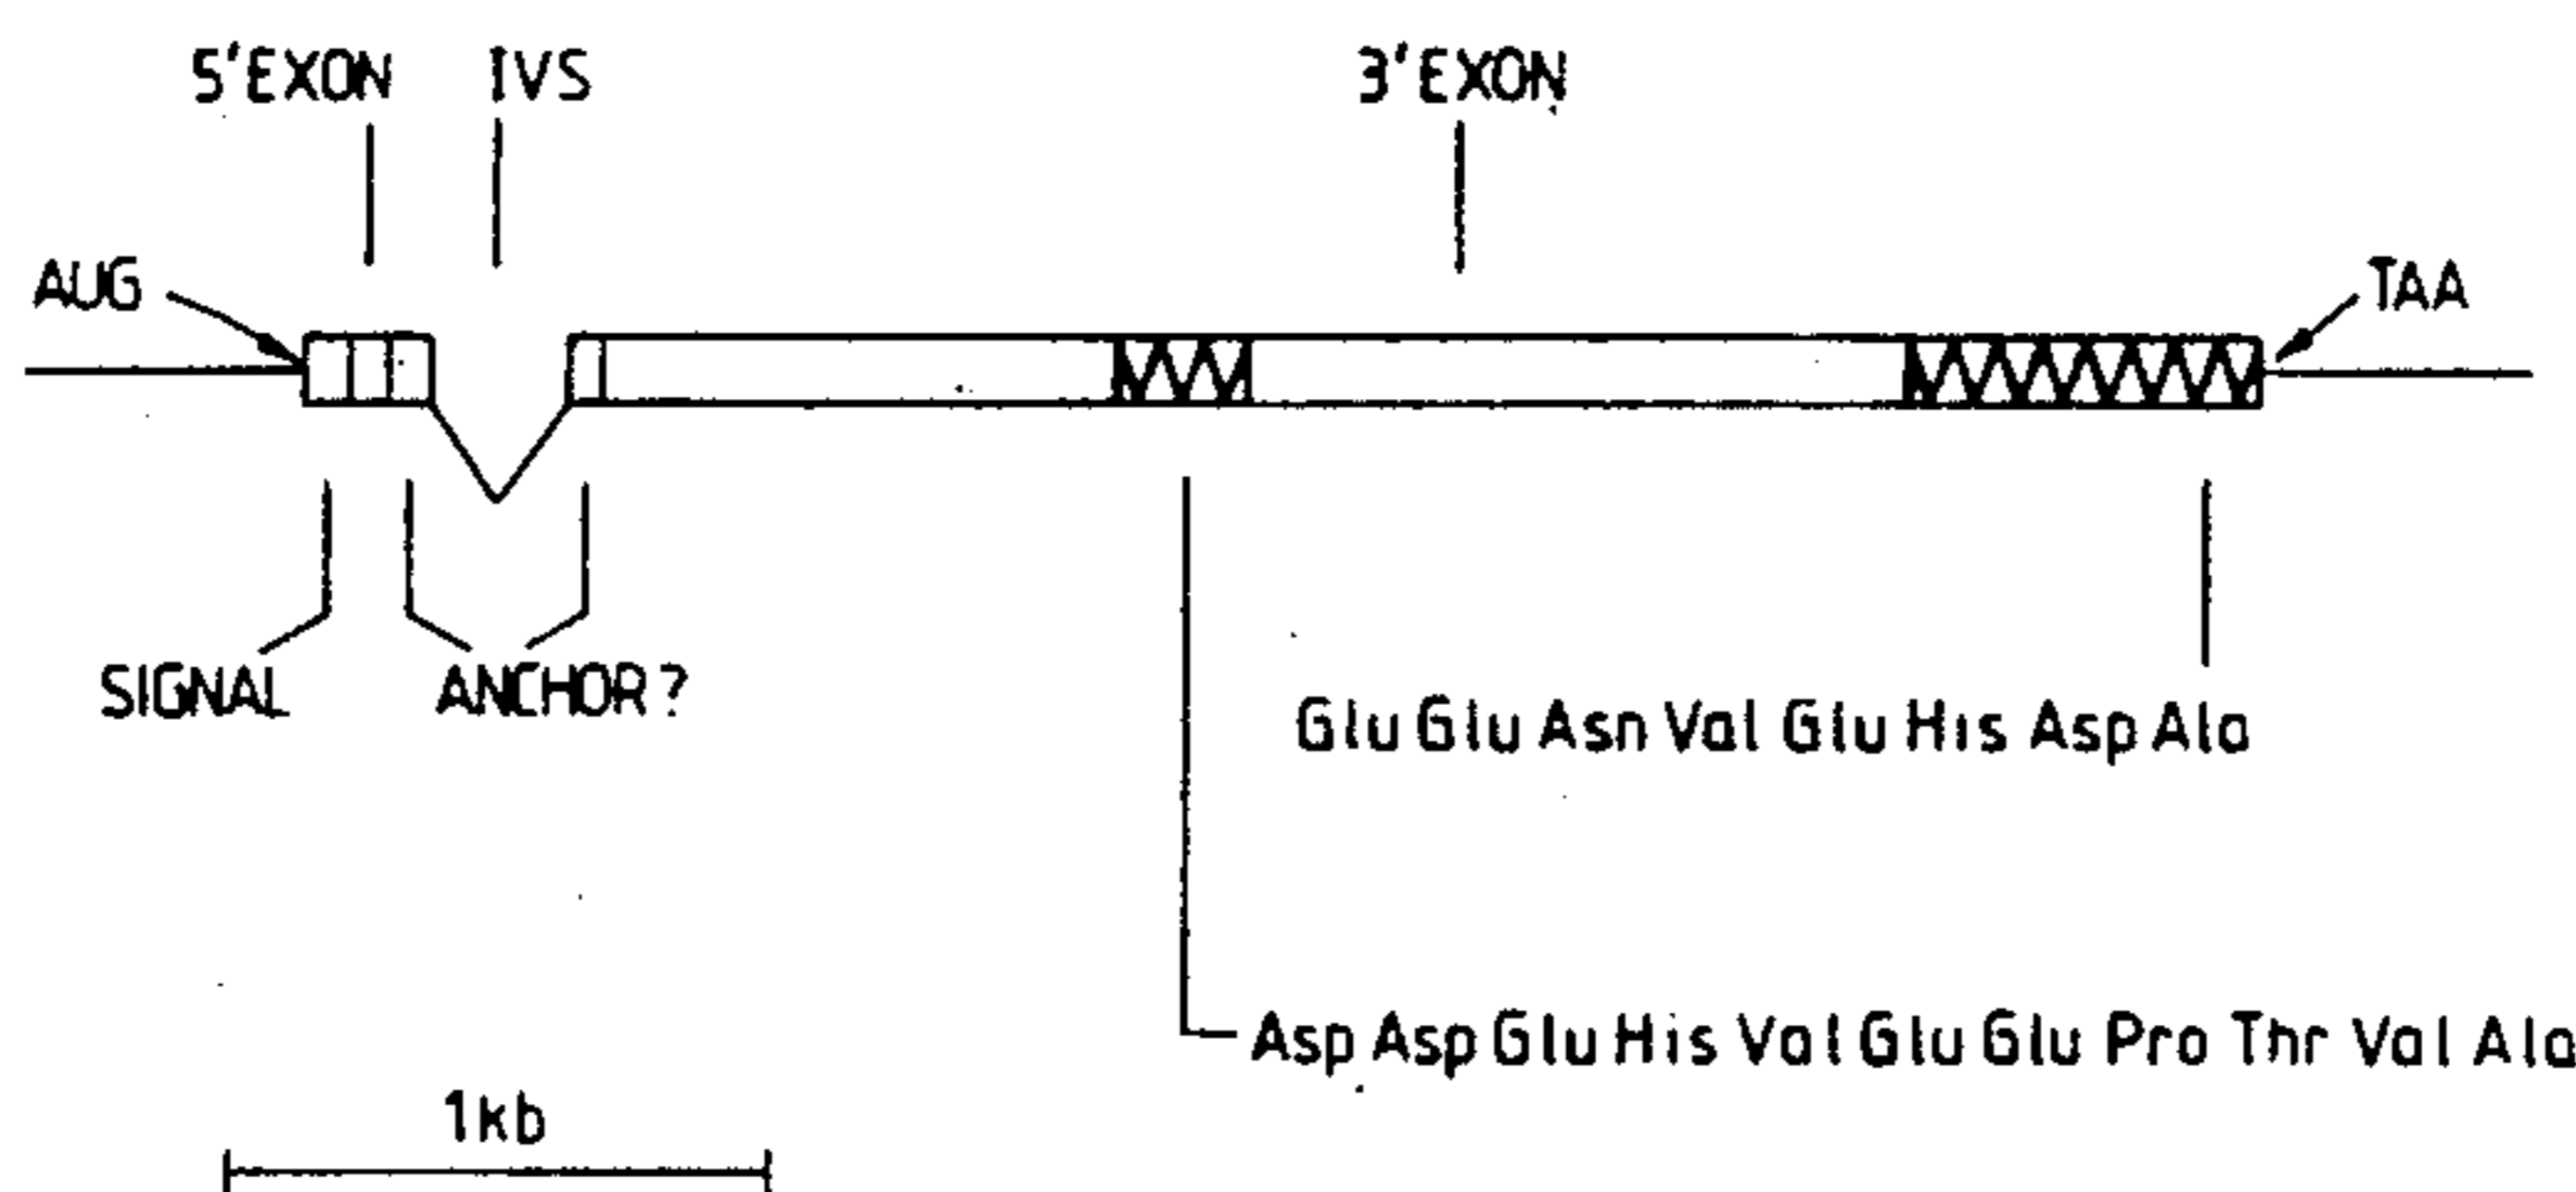 5'EXON IVS 3'EXON
AUG TAA
SIGNAL ANCHOR?
Glu Glu Asn Val Glu His Asp Ala
Asp Asp Glu His Val Glu Glu Pro Thr Val Ala
1kb